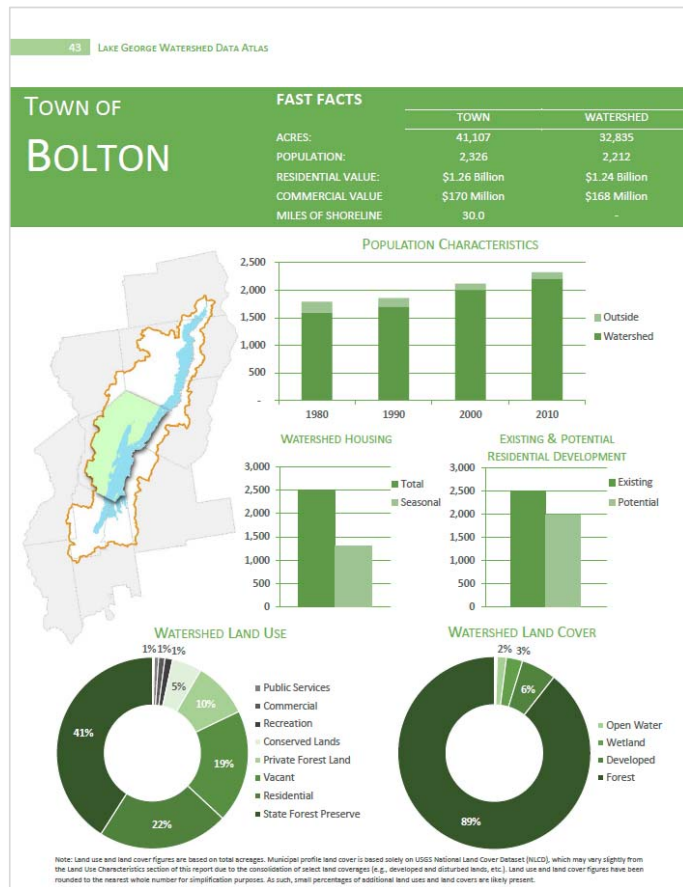 43 LAKE GEORGE WATERSHED DATA ATLAS
TOWN OF
BOLTON
FAST FACTS
TOWN WATERSHED
ACRES: 41,107 32,835
POPULATION: 2,326 2,212
RESIDENTIAL VALUE: $1.26 Billion $1.24 Billion
COMMERCIAL VALUE $170 Million $168 Million
MILES OF SHORELINE 30.0 -
POPULATION CHARACTERISTICS
2,500
2,000
1,500
1,000
500
-
1980 1990 2000 2010
Outside
Watershed
WATERSHED HOUSING
3,000
2,500
2,000
1,500
1,000
500
0
Total
Seasonal
EXISTING & POTENTIAL
RESIDENTIAL DEVELOPMENT
3,000
2,500
2,000
1,500
1,000
500
0
Existing
Potential
WATERSHED LAND USE
1% 1% 1%
5%
10%
19%
22%
41%
Public Services
Commercial
Recreation
Conserved Lands
Private Forest Land
Vacant
Residential
State Forest Preserve
WATERSHED LAND COVER
2% 3%
6%
89%
Open Water
Wetland
Developed
Forest
Note: Land use and land cover figures are based on total acreages. Municipal profile land cover is based solely on USGS National Land Cover Dataset (NLCD), which may vary slightly from
the Land Use Characteristics section of this report due to the consolidation of select land coverages (e.g., developed and disturbed lands, etc.). Land use and land cover figures have been
rounded to the nearest whole number for simplification purposes. As such, small percentages of additional land uses and land covers are likely present.